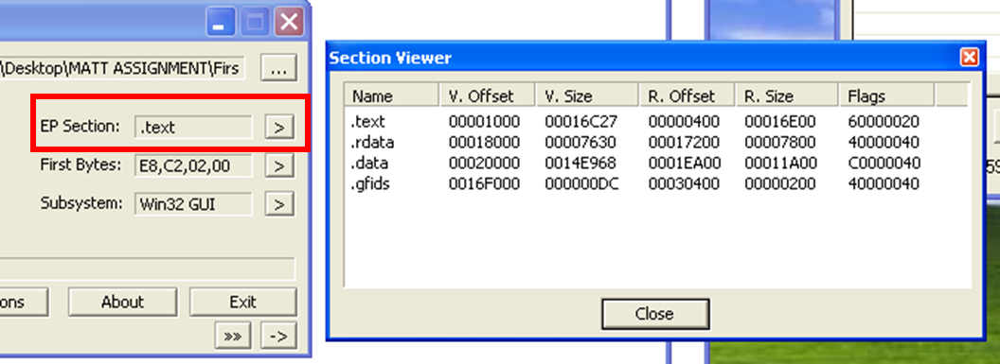 \Desktop\MATT ASSIGNMENT\Firs ...
EP Section: .text >
First Bytes: E8,C2,02,00 >
Subsystem: Win32 GUI >
ons About Exit
»» ->
Section Viewer
Name V. Offset V. Size R. Offset R. Size Flags
.text 00001000 00016C27 00000400 00016E00 60000020
.rdata 00018000 00007630 00017200 00007800 40000040
.data 00020000 0014E968 0001EA00 00011A00 C0000040
.gfids 0016F000 000000DC 00030400 00000200 40000040
Close